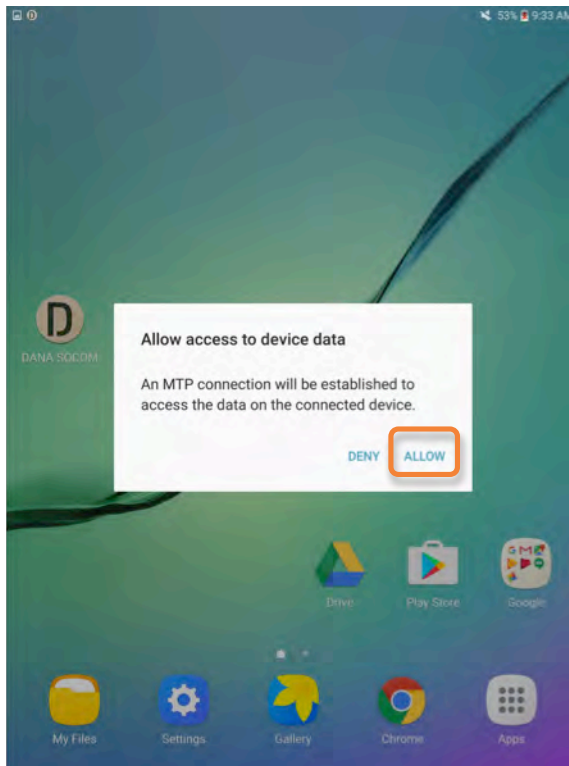 53% 9:33 AM
D
DANA SOCOM
Allow access to device data
An MTP connection will be established to
access the data on the connected device.
DENY ALLOW
Drive Play Store Google
My Files Settings Gallery Chrome Apps